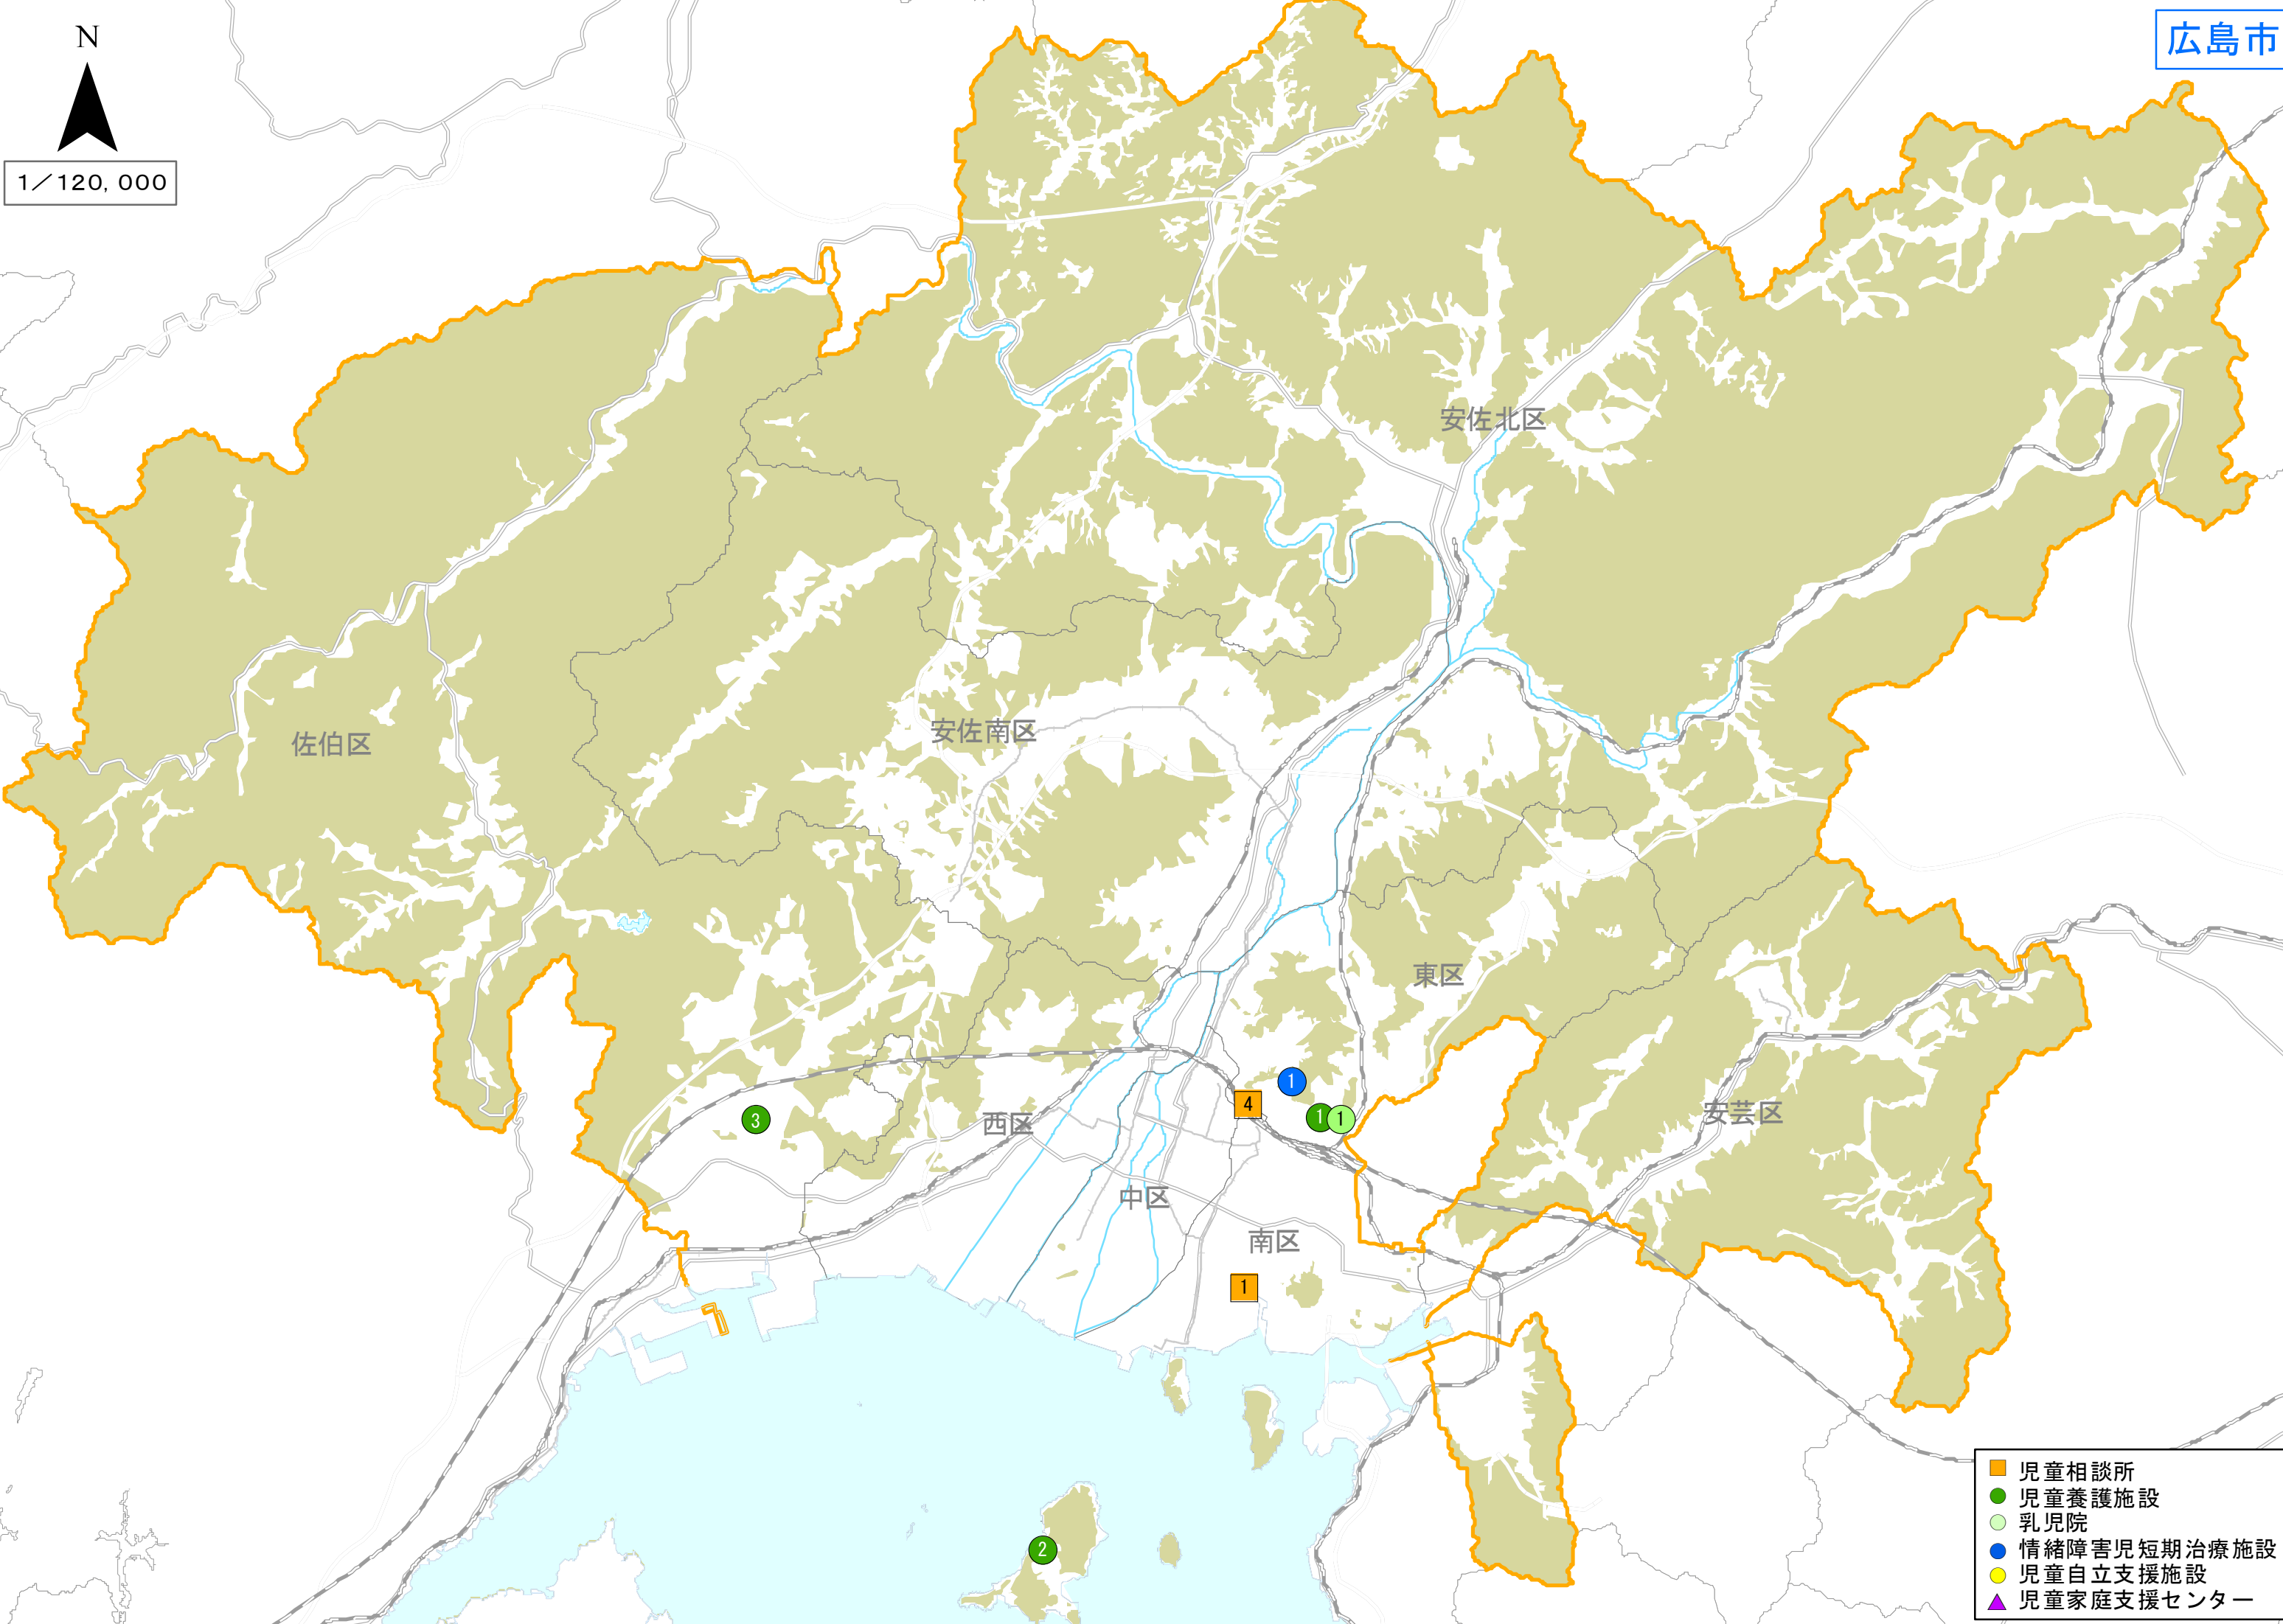 N
広島市
1／120,000
安佐北区
安佐南区
佐伯区
東区
1
4
安芸区
3
1
1
西区
中区
南区
1
2
児童相談所
児童養護施設
乳児院
情緒障害児短期治療施設
児童自立支援施設
児童家庭支援センター